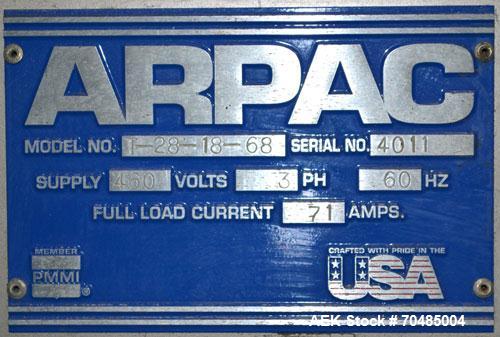 ARPAC
MODEL NO. T-28-18-68 SERIAL NO. 4011
SUPPLY 460 VOLTS 3 PH 60 HZ
FULL LOAD CURRENT 71 AMPS.
MEMBER
PMMI ®
CRAFTED WITH PRIDE IN THE
USA
AEK-Stock # 70485004